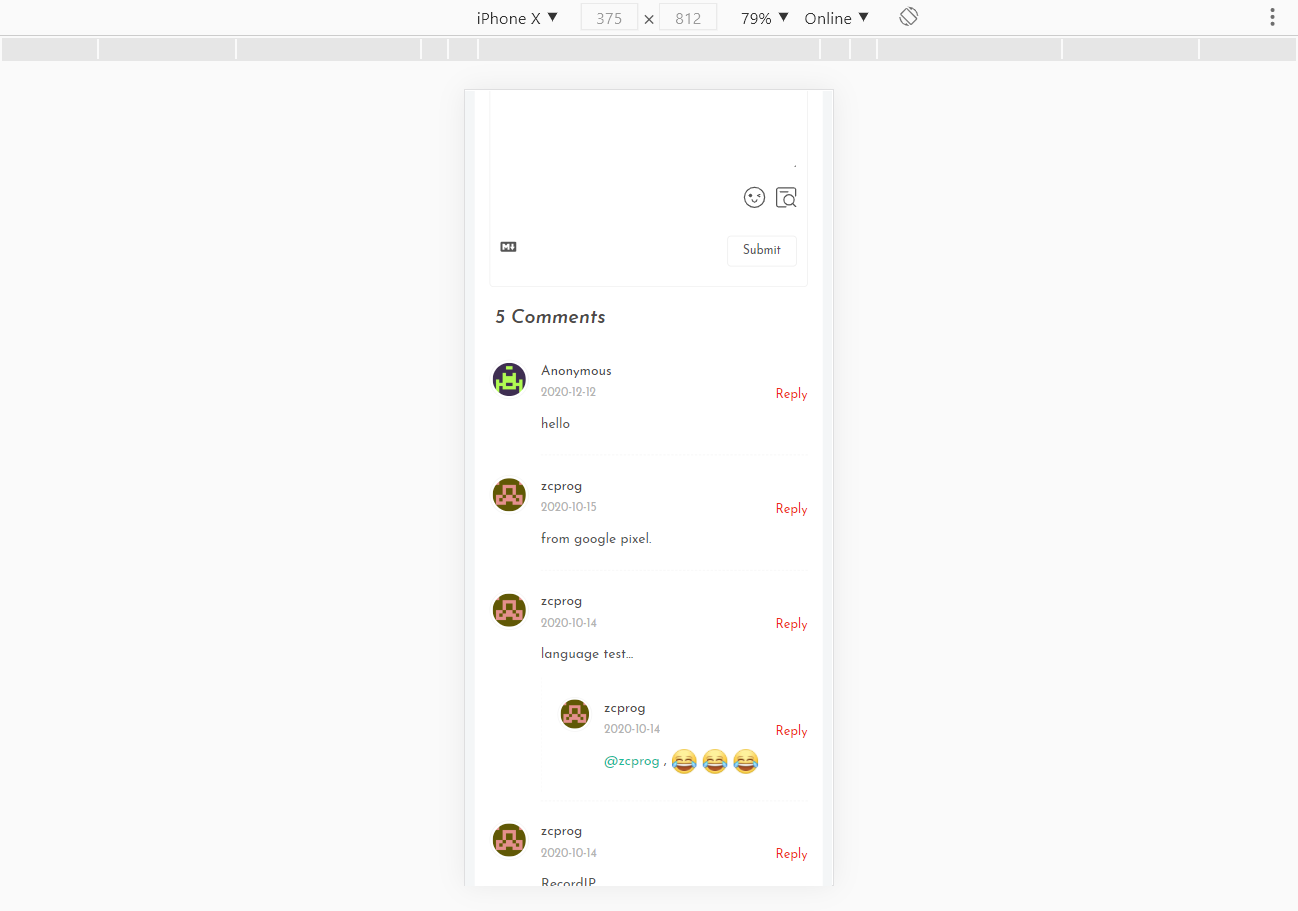 iPhone X ▼ 375 × 812 79% ▼ Online ▼
M↓ Submit
5 Comments
Anonymous
2020-12-12 Reply
hello
zcprog
2020-10-15 Reply
from google pixel.
zcprog
2020-10-14 Reply
language test...
zcprog
2020-10-14 Reply
@zcprog , 😂 😂 😂
zcprog
2020-10-14 Reply
RecordIP